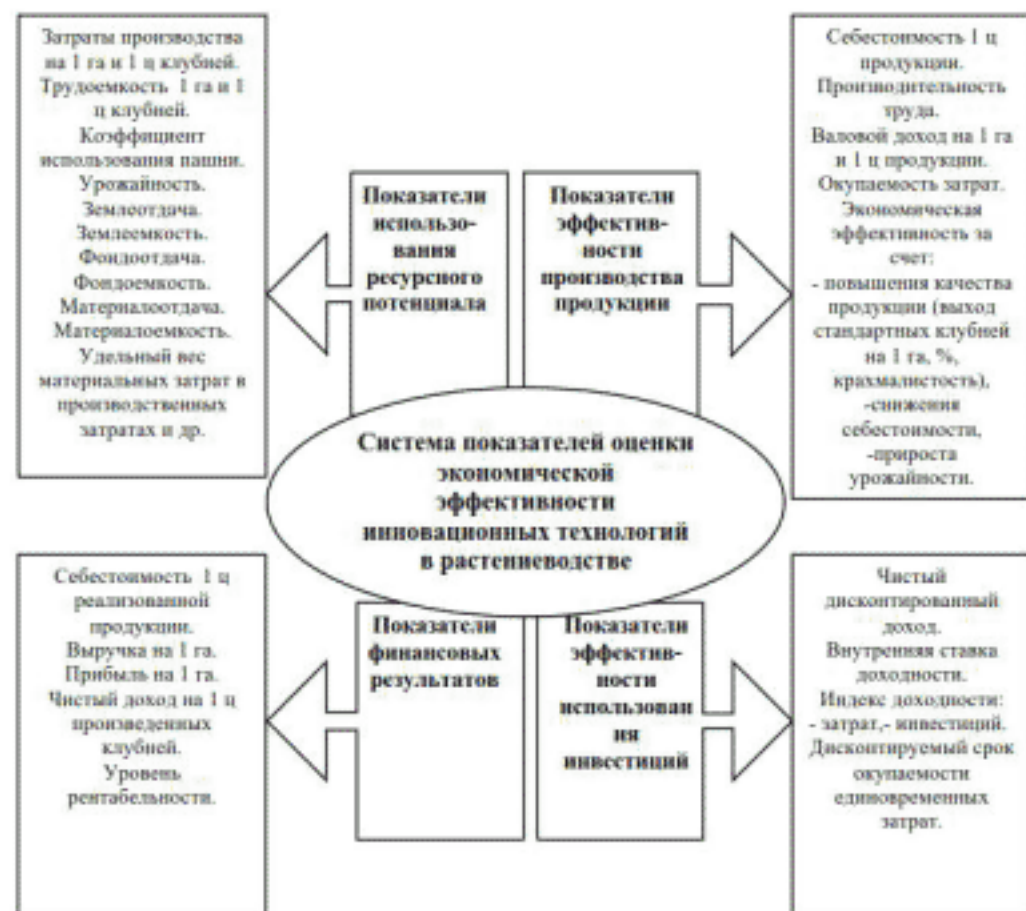 Затраты производства
на 1 га и 1 ц клубней.
Трудоемкость 1 га и 1
ц клубней.
Коэффициент
использования пашни.
Урожайность.
Землеотдача.
Землеемкость.
Фондоотдача.
Фондоемкость.
Материалоотдача.
Материалоемкость.
Удельный вес
материальных затрат в
производственных
затратах и др.
Показатели
использо-
вания
ресурсного
потенциала
Показатели
эффектив-
ности
производства
продукции
Себестоимость 1 ц
продукции.
Производительность
труда.
Валовой доход на 1 га
и 1 ц продукции.
Окупаемость затрат.
Экономическая
эффективность за
счет:
- повышения качества
продукции (выход
стандартных клубней
на 1 га, %,
крахмалистость),
-снижения
себестоимости,
-прироста
урожайности.
Система показателей оценки
экономической
эффективности
инновационных технологий
в растениеводстве
Себестоимость 1 ц
реализованной
продукции.
Выручка на 1 га.
Прибыль на 1 га.
Чистый доход на 1 ц
произведенных
клубней.
Уровень
рентабельности.
Показатели
финансовых
результатов
Показатели
эффектив-
ности
использован
ия
инвестиций
Чистый
дисконтированный
доход.
Внутренняя ставка
доходности.
Индекс доходности:
- затрат,- инвестиций.
Дисконтируемый срок
окупаемости
единовременных
затрат.